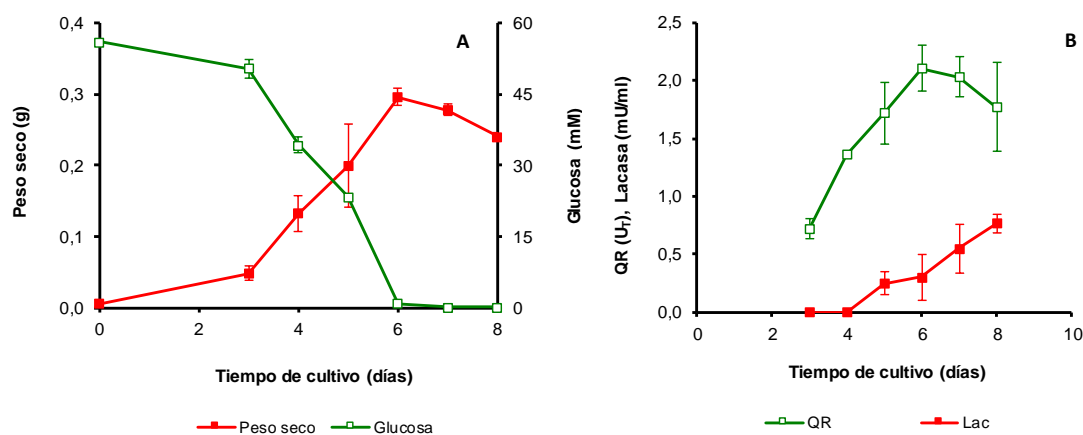 A
0,4
0,3
0,2
0,1
0,0
Peso seco (g)
60
45
30
15
0
Glucosa (mM)
0 2 4 6 8
Tiempo de cultivo (días)
Peso seco Glucosa
B
2,5
2,0
1,5
1,0
0,5
0,0
QR (UT), Lacasa (mU/ml)
0 2 4 6 8 10
Tiempo de cultivo (días)
QR Lac